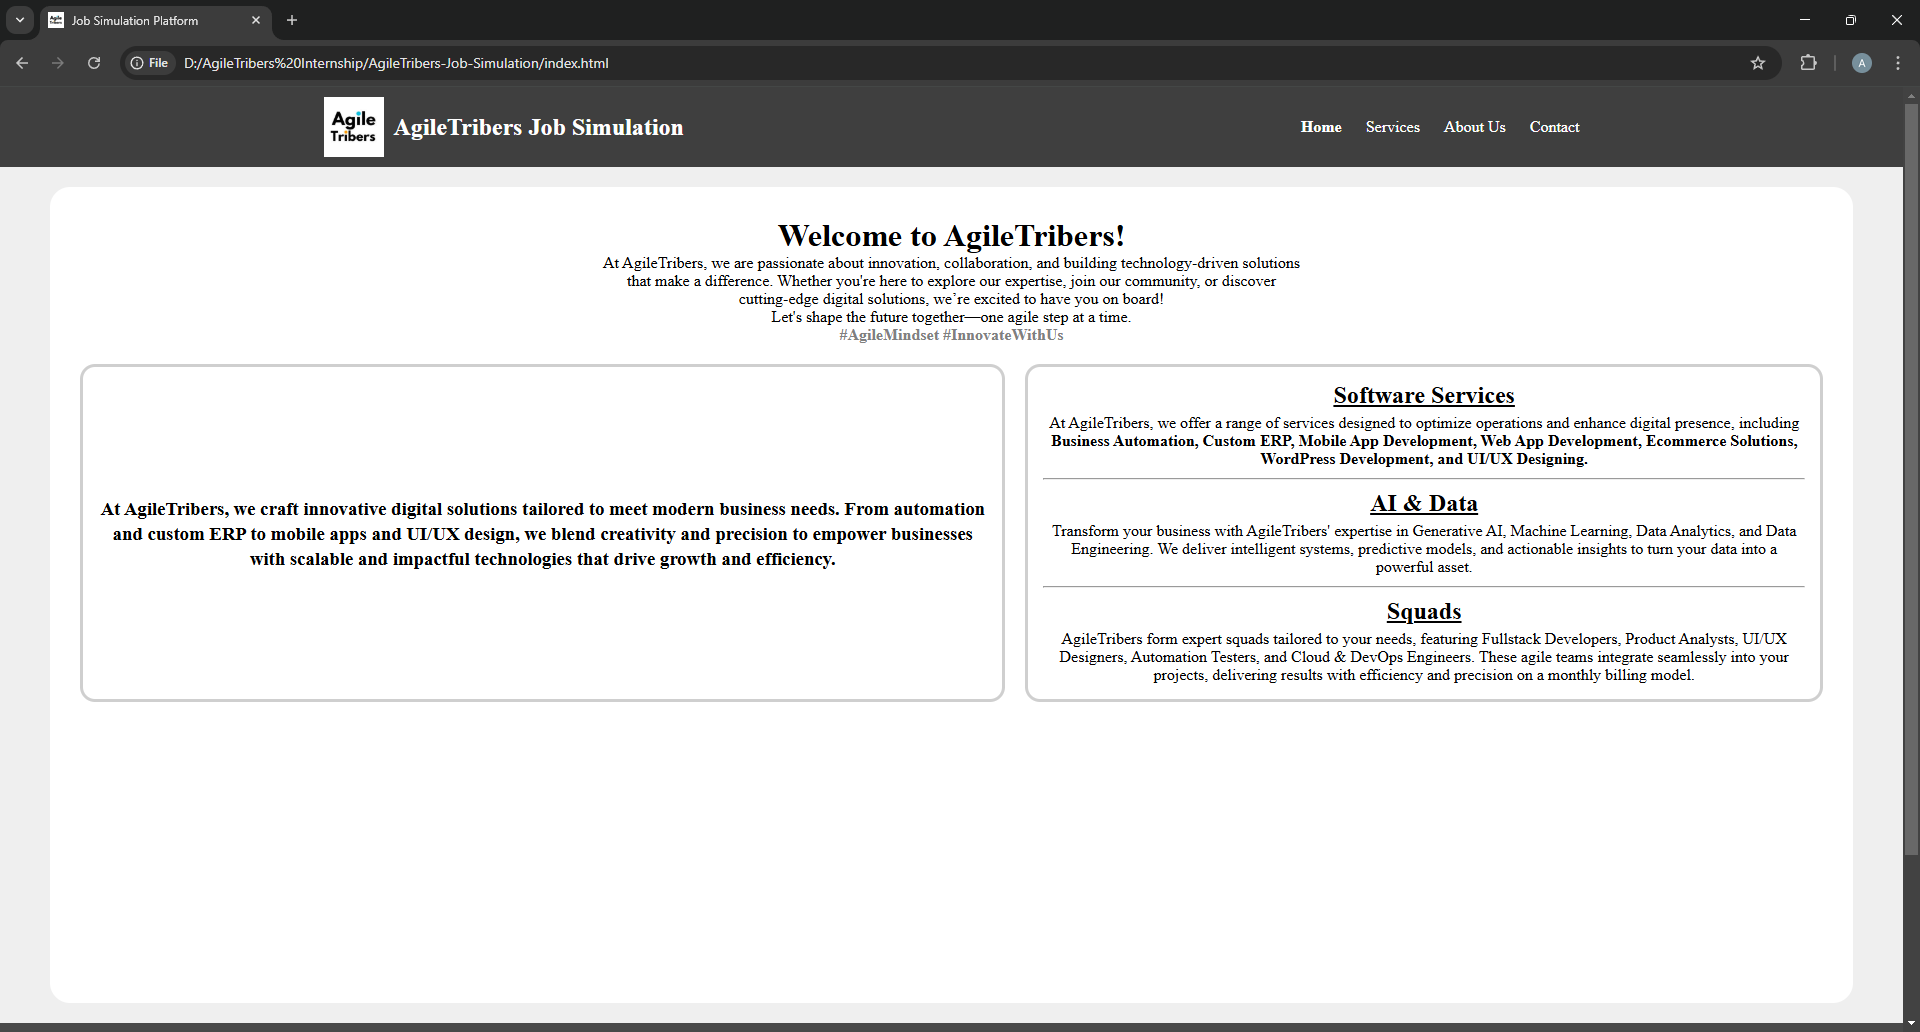 Job Simulation Platform
File D:/AgileTribers%20Internship/AgileTribers-Job-Simulation/index.html
A
Agile
Tribers
AgileTribers Job Simulation
Home Services About Us Contact
Welcome to AgileTribers!
At AgileTribers, we are passionate about innovation, collaboration, and building technology-driven solutions
that make a difference. Whether you're here to explore our expertise, join our community, or discover
cutting-edge digital solutions, we’re excited to have you on board!
Let's shape the future together—one agile step at a time.
#AgileMindset #InnovateWithUs
At AgileTribers, we craft innovative digital solutions tailored to meet modern business needs. From automation
and custom ERP to mobile apps and UI/UX design, we blend creativity and precision to empower businesses
with scalable and impactful technologies that drive growth and efficiency.
Software Services
At AgileTribers, we offer a range of services designed to optimize operations and enhance digital presence, including
Business Automation, Custom ERP, Mobile App Development, Web App Development, Ecommerce Solutions,
WordPress Development, and UI/UX Designing.
AI & Data
Transform your business with AgileTribers' expertise in Generative AI, Machine Learning, Data Analytics, and Data
Engineering. We deliver intelligent systems, predictive models, and actionable insights to turn your data into a
powerful asset.
Squads
AgileTribers form expert squads tailored to your needs, featuring Fullstack Developers, Product Analysts, UI/UX
Designers, Automation Testers, and Cloud & DevOps Engineers. These agile teams integrate seamlessly into your
projects, delivering results with efficiency and precision on a monthly billing model.